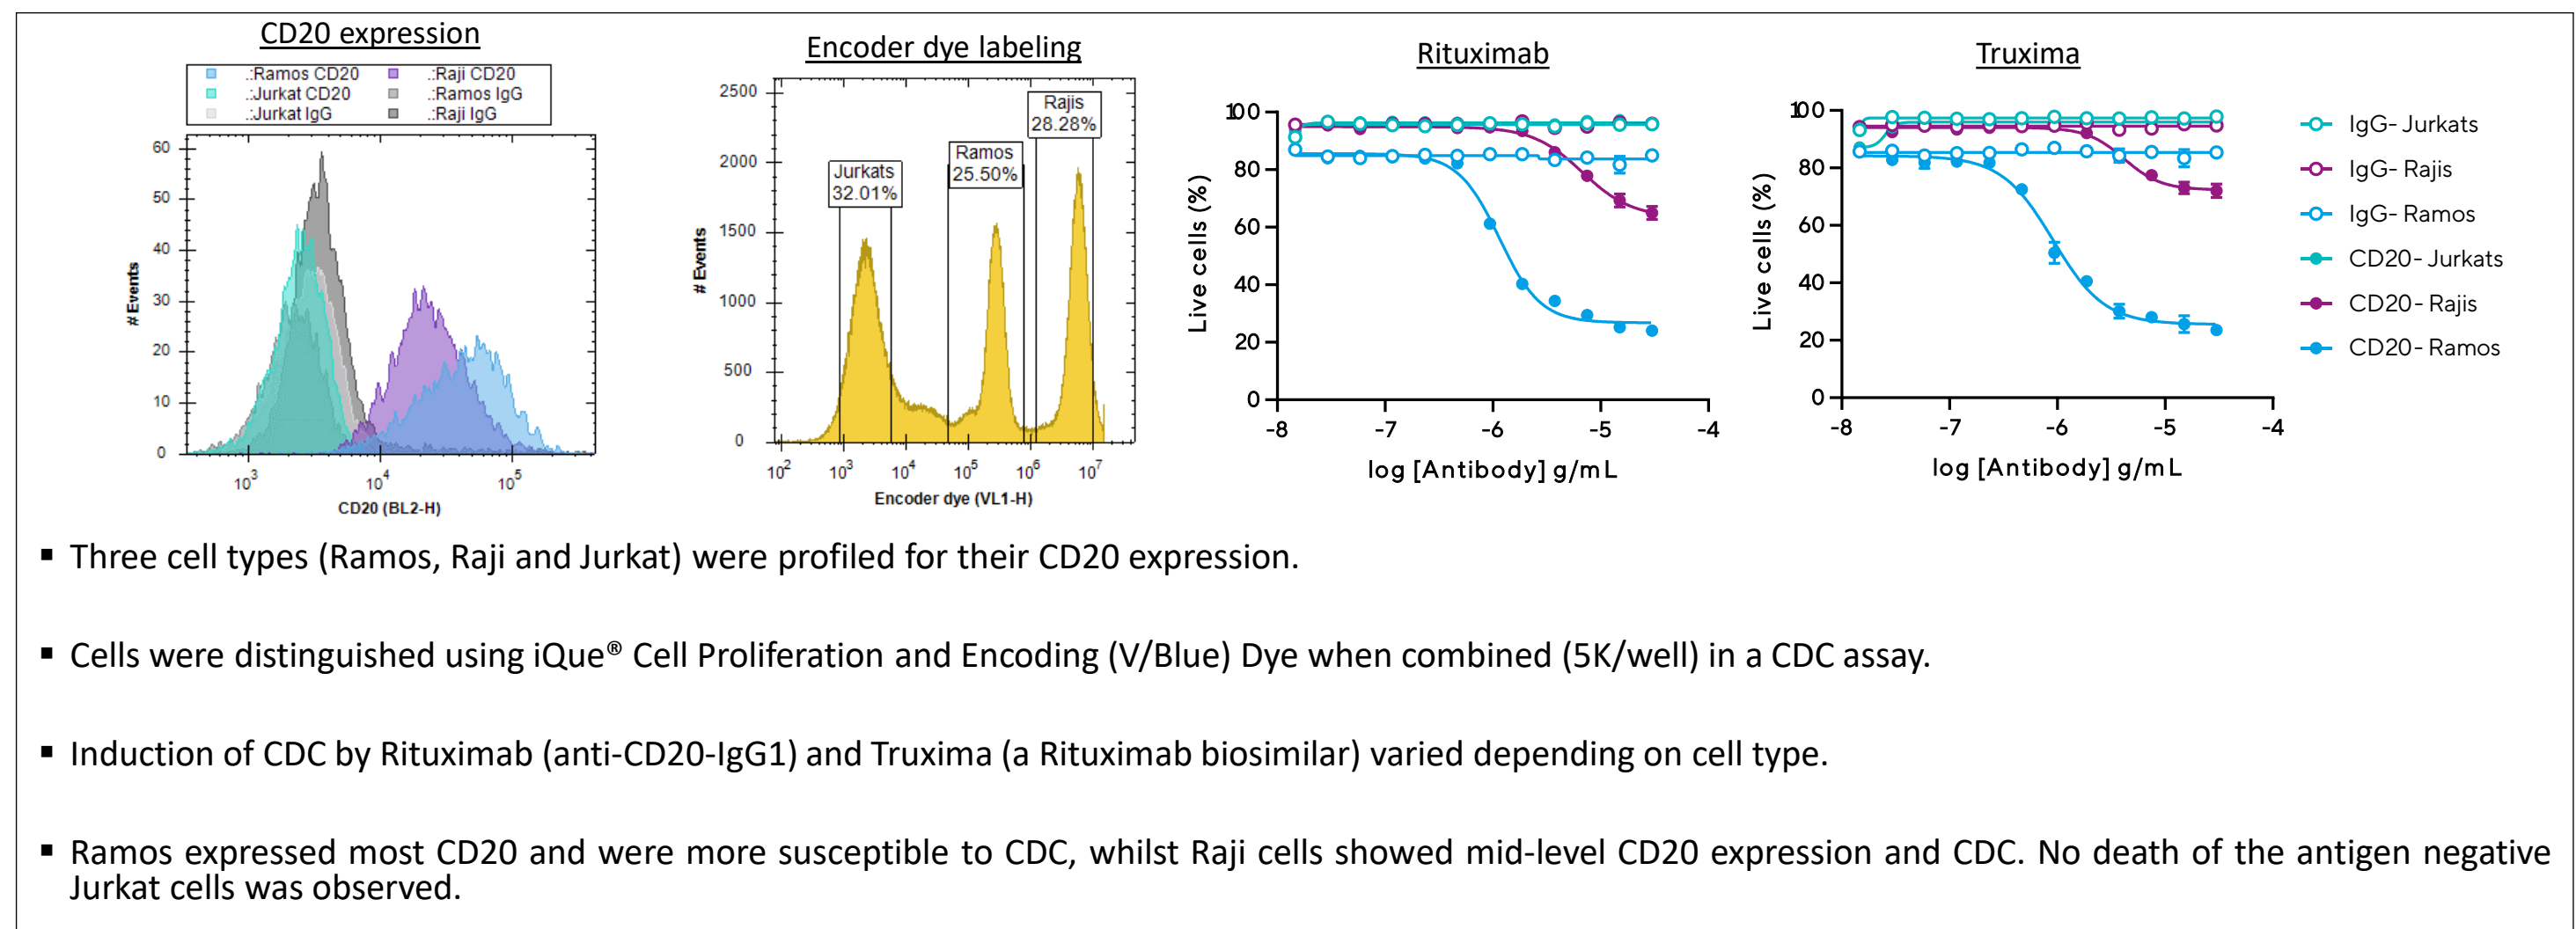 CD20 expression
.:Ramos CD20
.:Raji CD20
.:Jurkat CD20
.:Ramos IgG
.:Jurkat IgG
.:Raji IgG
60
50
40
30
20
10
0
# Events
10^3
10^4
10^5
CD20 (BL2-H)
Encoder dye labeling
2500
2000
1500
1000
500
0
# Events
Jurkats
32.01%
Ramos
25.50%
Rajis
28.28%
10^2
10^3
10^4
10^5
10^6
10^7
Encoder dye (VL1-H)
Rituximab
100
80
60
40
20
0
Live cells (%)
-8
-7
-6
-5
-4
log [Antibody] g/mL
Truxima
100
80
60
40
20
0
Live cells (%)
-8
-7
-6
-5
-4
log [Antibody] g/mL
IgG- Jurkats
IgG- Rajis
IgG- Ramos
CD20- Jurkats
CD20- Rajis
CD20- Ramos
▪ Three cell types (Ramos, Raji and Jurkat) were profiled for their CD20 expression.
▪ Cells were distinguished using iQue® Cell Proliferation and Encoding (V/Blue) Dye when combined (5K/well) in a CDC assay.
▪ Induction of CDC by Rituximab (anti-CD20-IgG1) and Truxima (a Rituximab biosimilar) varied depending on cell type.
▪ Ramos expressed most CD20 and were more susceptible to CDC, whilst Raji cells showed mid-level CD20 expression and CDC. No death of the antigen negative
Jurkat cells was observed.